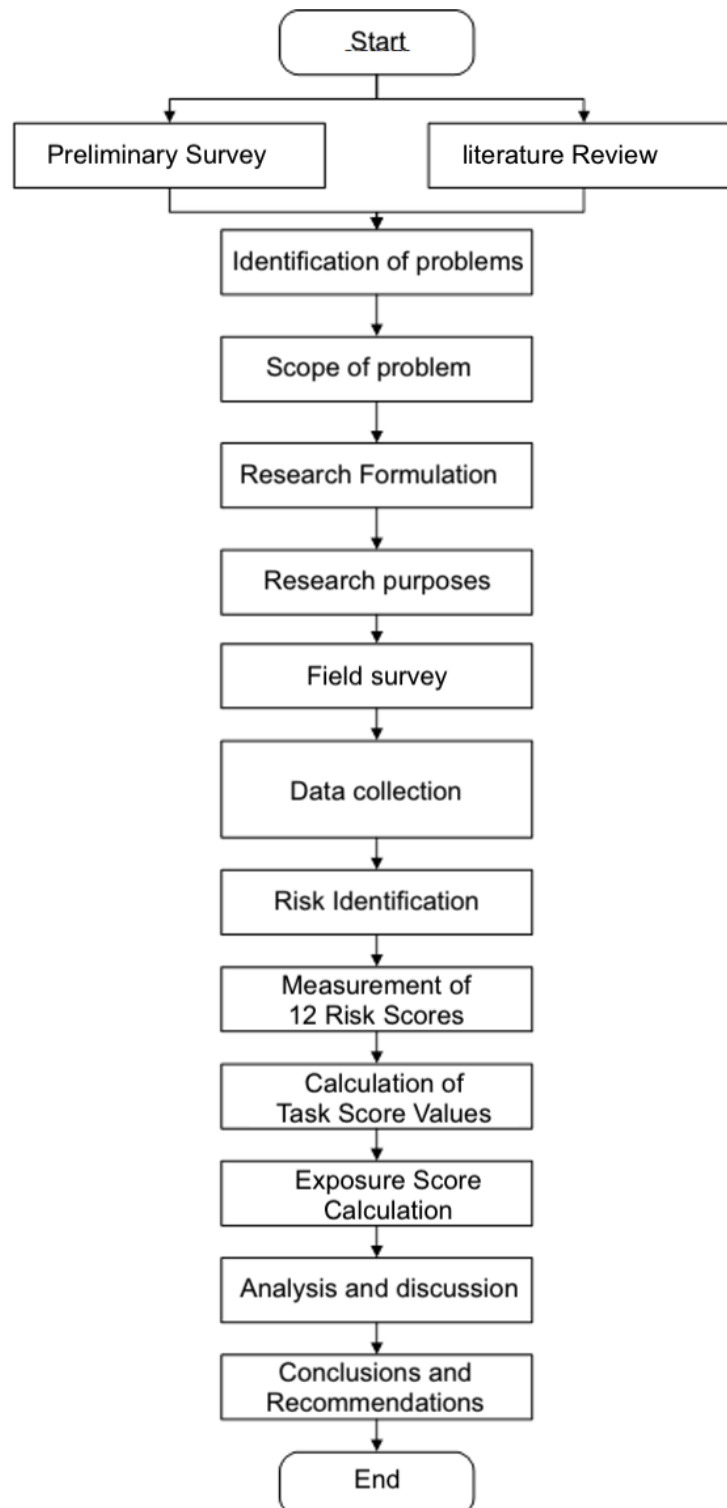 Start
Preliminary Survey
literature Review
Identification of problems
Scope of problem
Research Formulation
Research purposes
Field survey
Data collection
Risk Identification
Measurement of
12 Risk Scores
Calculation of
Task Score Values
Exposure Score
Calculation
Analysis and discussion
Conclusions and
Recommendations
End